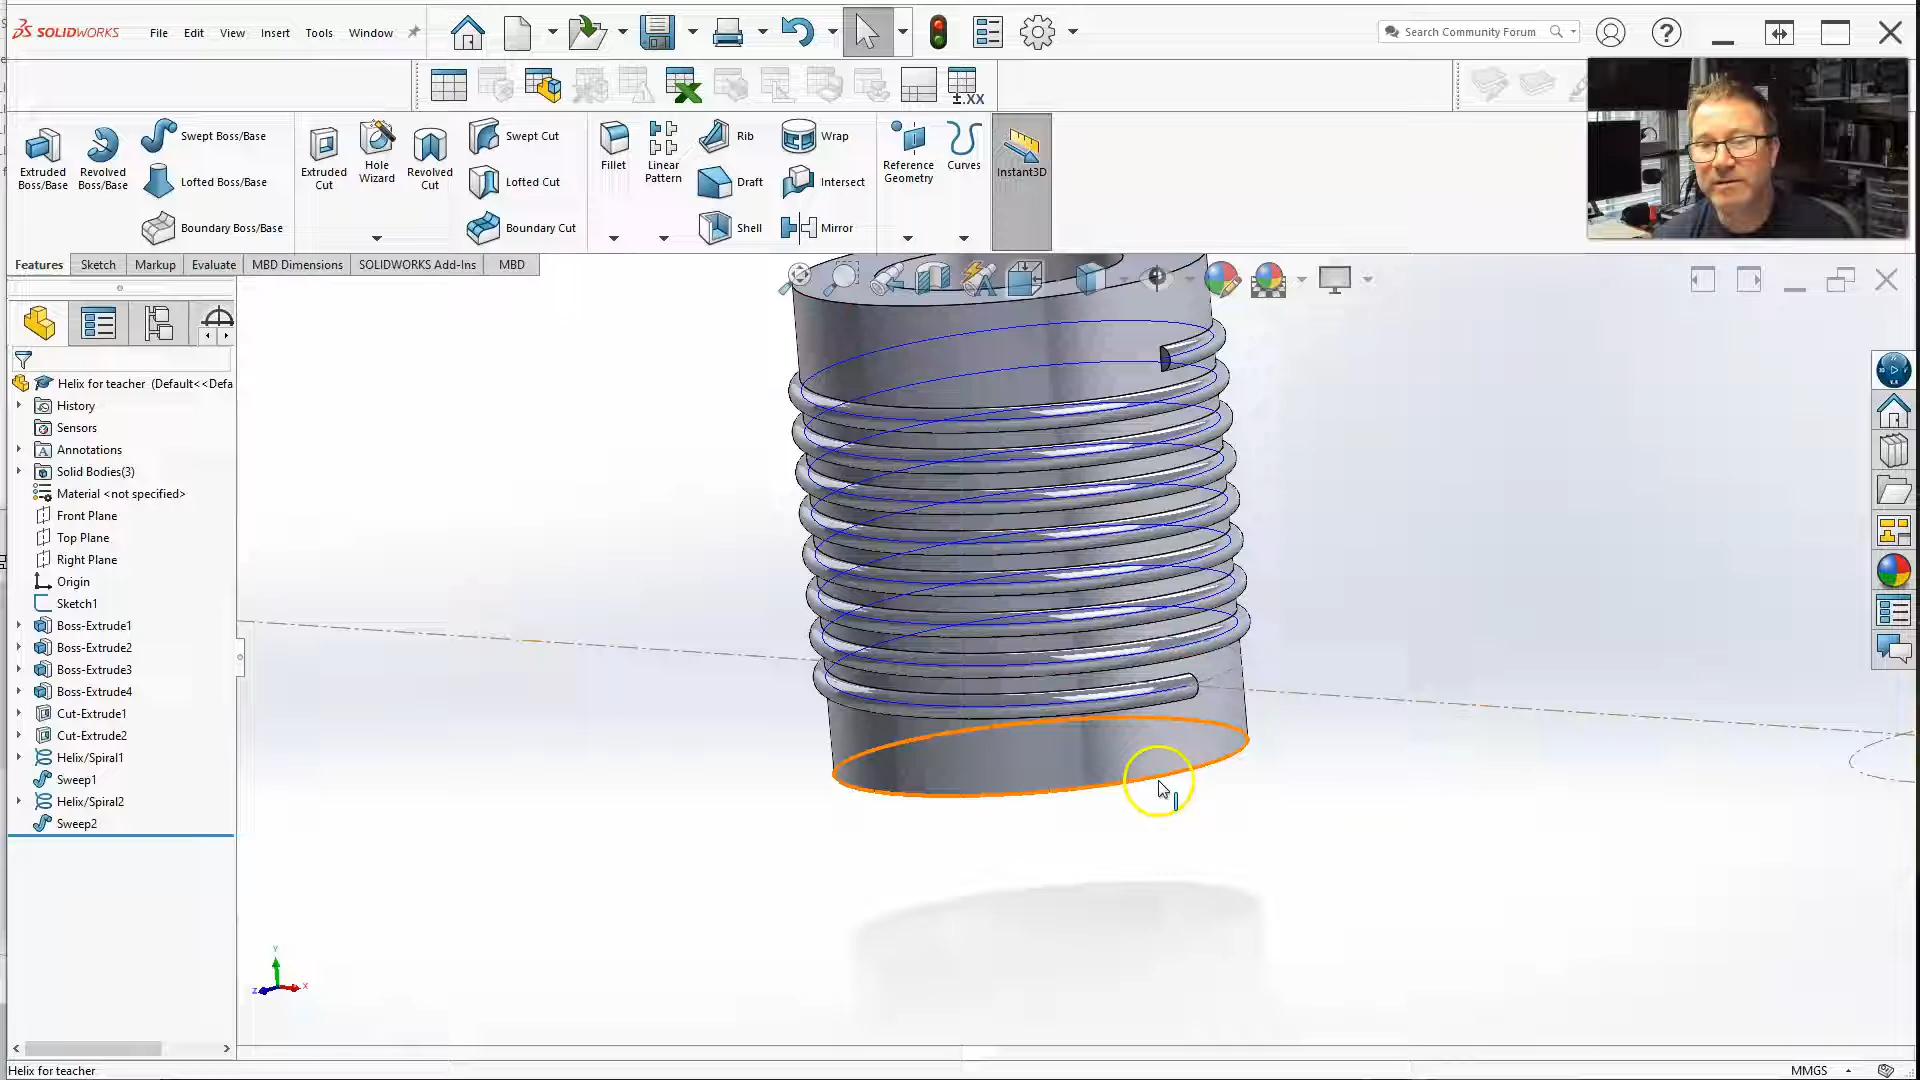 SOLIDWORKS File Edit View Insert Tools Window Search Community Forum
±.XX
Extruded Boss/Base
Revolved Boss/Base
Swept Boss/Base
Lofted Boss/Base
Boundary Boss/Base
Extruded Cut
Hole Wizard
Revolved Cut
Swept Cut
Lofted Cut
Boundary Cut
Fillet
Linear Pattern
Rib
Draft
Shell
Wrap
Intersect
Mirror
Reference Geometry
Curves
Instant3D
Features Sketch Markup Evaluate MBD Dimensions SOLIDWORKS Add-Ins MBD
Helix for teacher (Default<<Defa
History
Sensors
Annotations
Solid Bodies(3)
Material <not specified>
Front Plane
Top Plane
Right Plane
Origin
Sketch1
Boss-Extrude1
Boss-Extrude2
Boss-Extrude3
Boss-Extrude4
Cut-Extrude1
Cut-Extrude2
Helix/Spiral1
Sweep1
Helix/Spiral2
Sweep2
Y
Z X
Helix for teacher MMGS